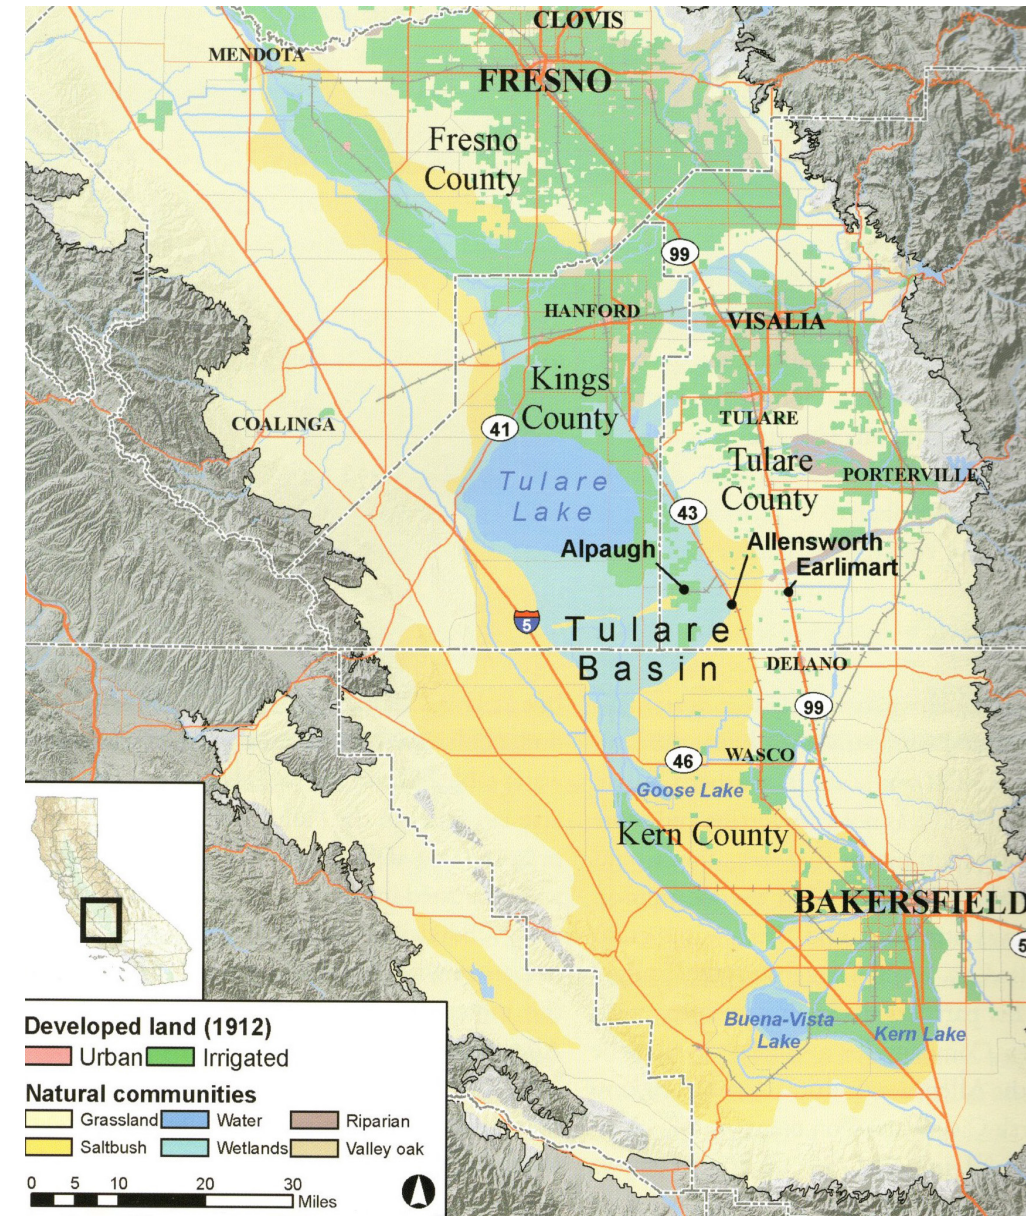 CLOVIS
MENDOTA
FRESNO
Fresno
County
99
HANFORD
VISALIA
Kings
County
COALINGA
41
TULARE
Tulare
Lake
Tulare
County
PORTERVILLE
43
Alpaugh
Allensworth
Earlimart
5
Tulare
Basin
DELANO
99
46
WASCO
Goose Lake
Kern County
BAKERSFIELD
5
Buena-Vista
Lake
Kern Lake
Developed land (1912)
Urban
Irrigated
Natural communities
Grassland
Water
Riparian
Saltbush
Wetlands
Valley oak
0 5 10 20 30
Miles